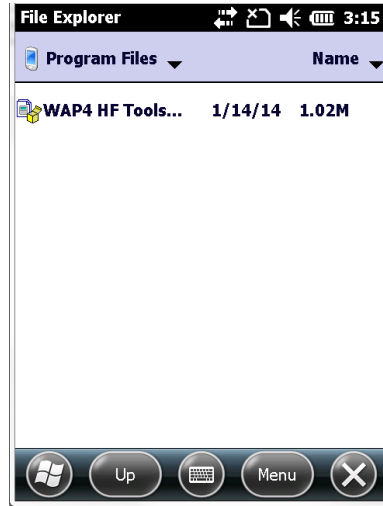 File Explorer 3:15
Program Files Name
WAP4 HF Tools... 1/14/14 1.02M
Up Menu